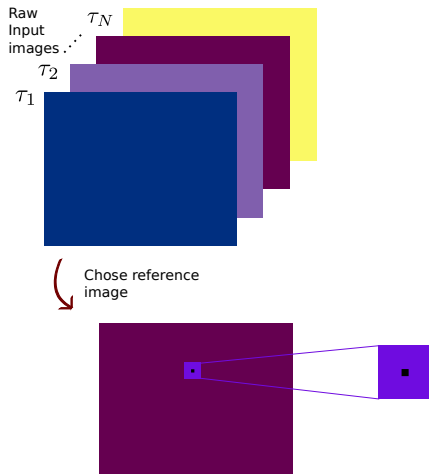 Raw
Input
images
τ_N
τ_2
τ_1
Chose reference
image